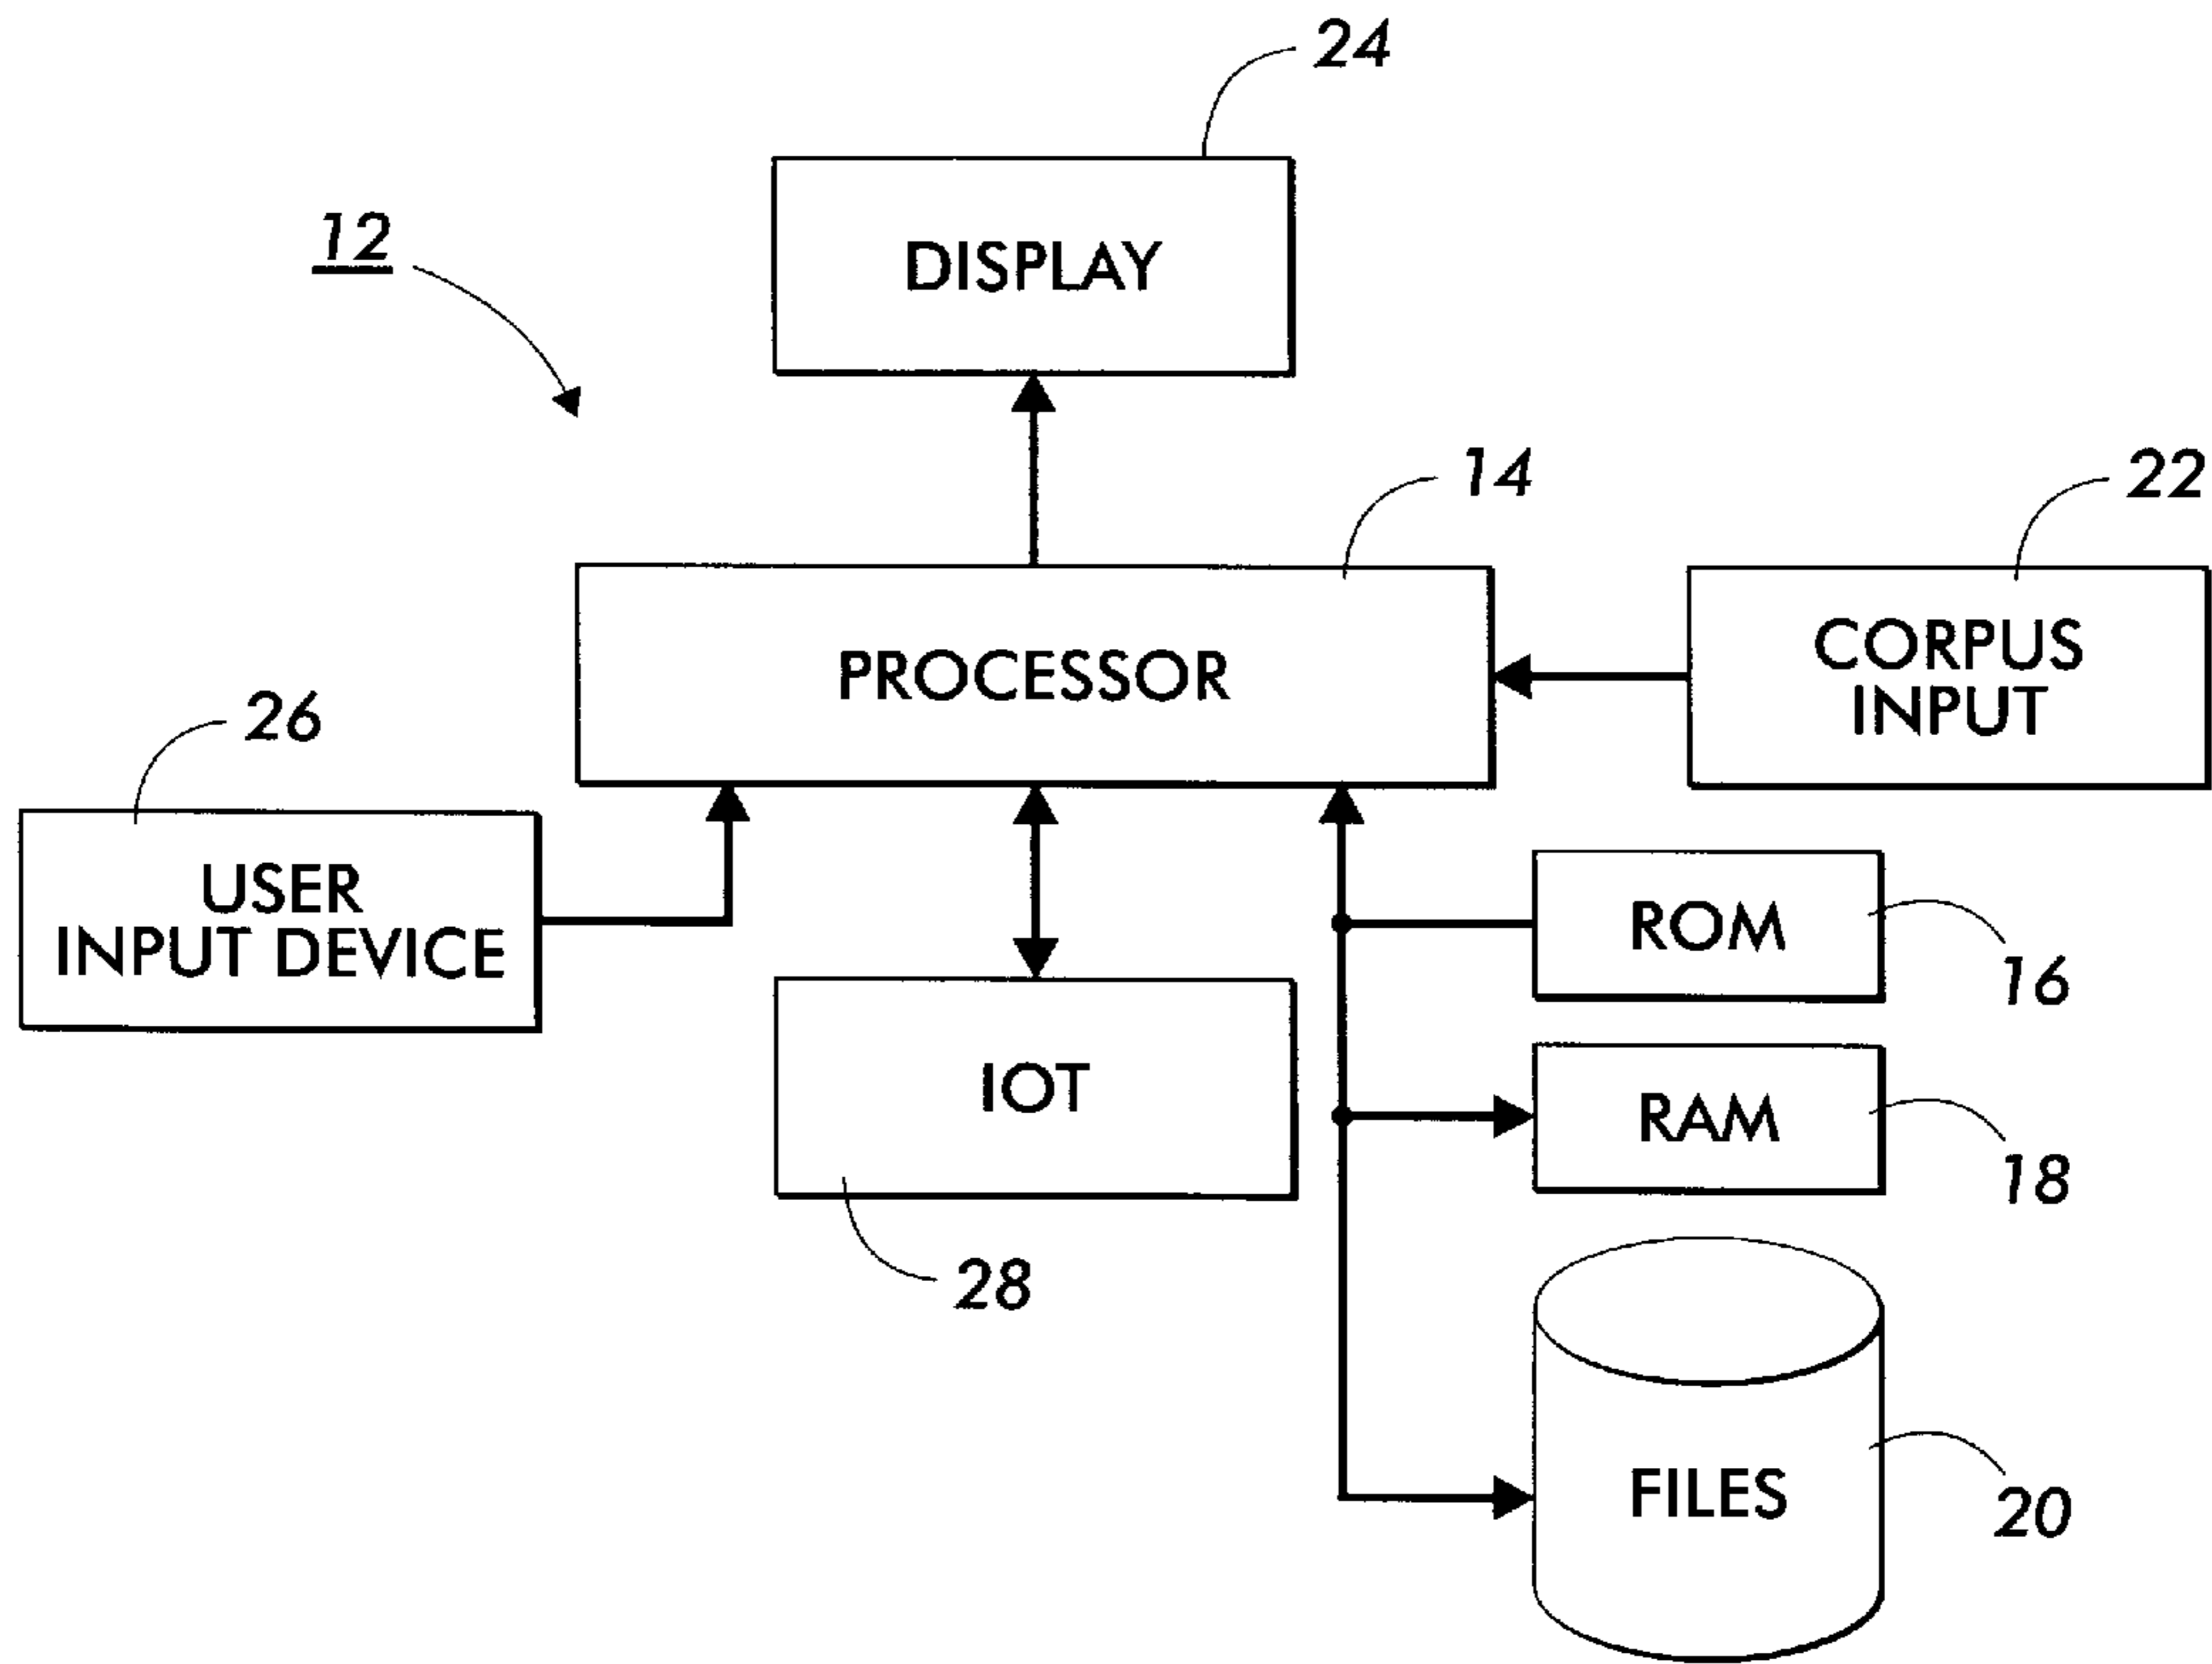 24
12
DISPLAY
14
22
PROCESSOR
CORPUS
INPUT
26
USER
INPUT DEVICE
ROM
16
IOT
RAM
18
28
FILES
20